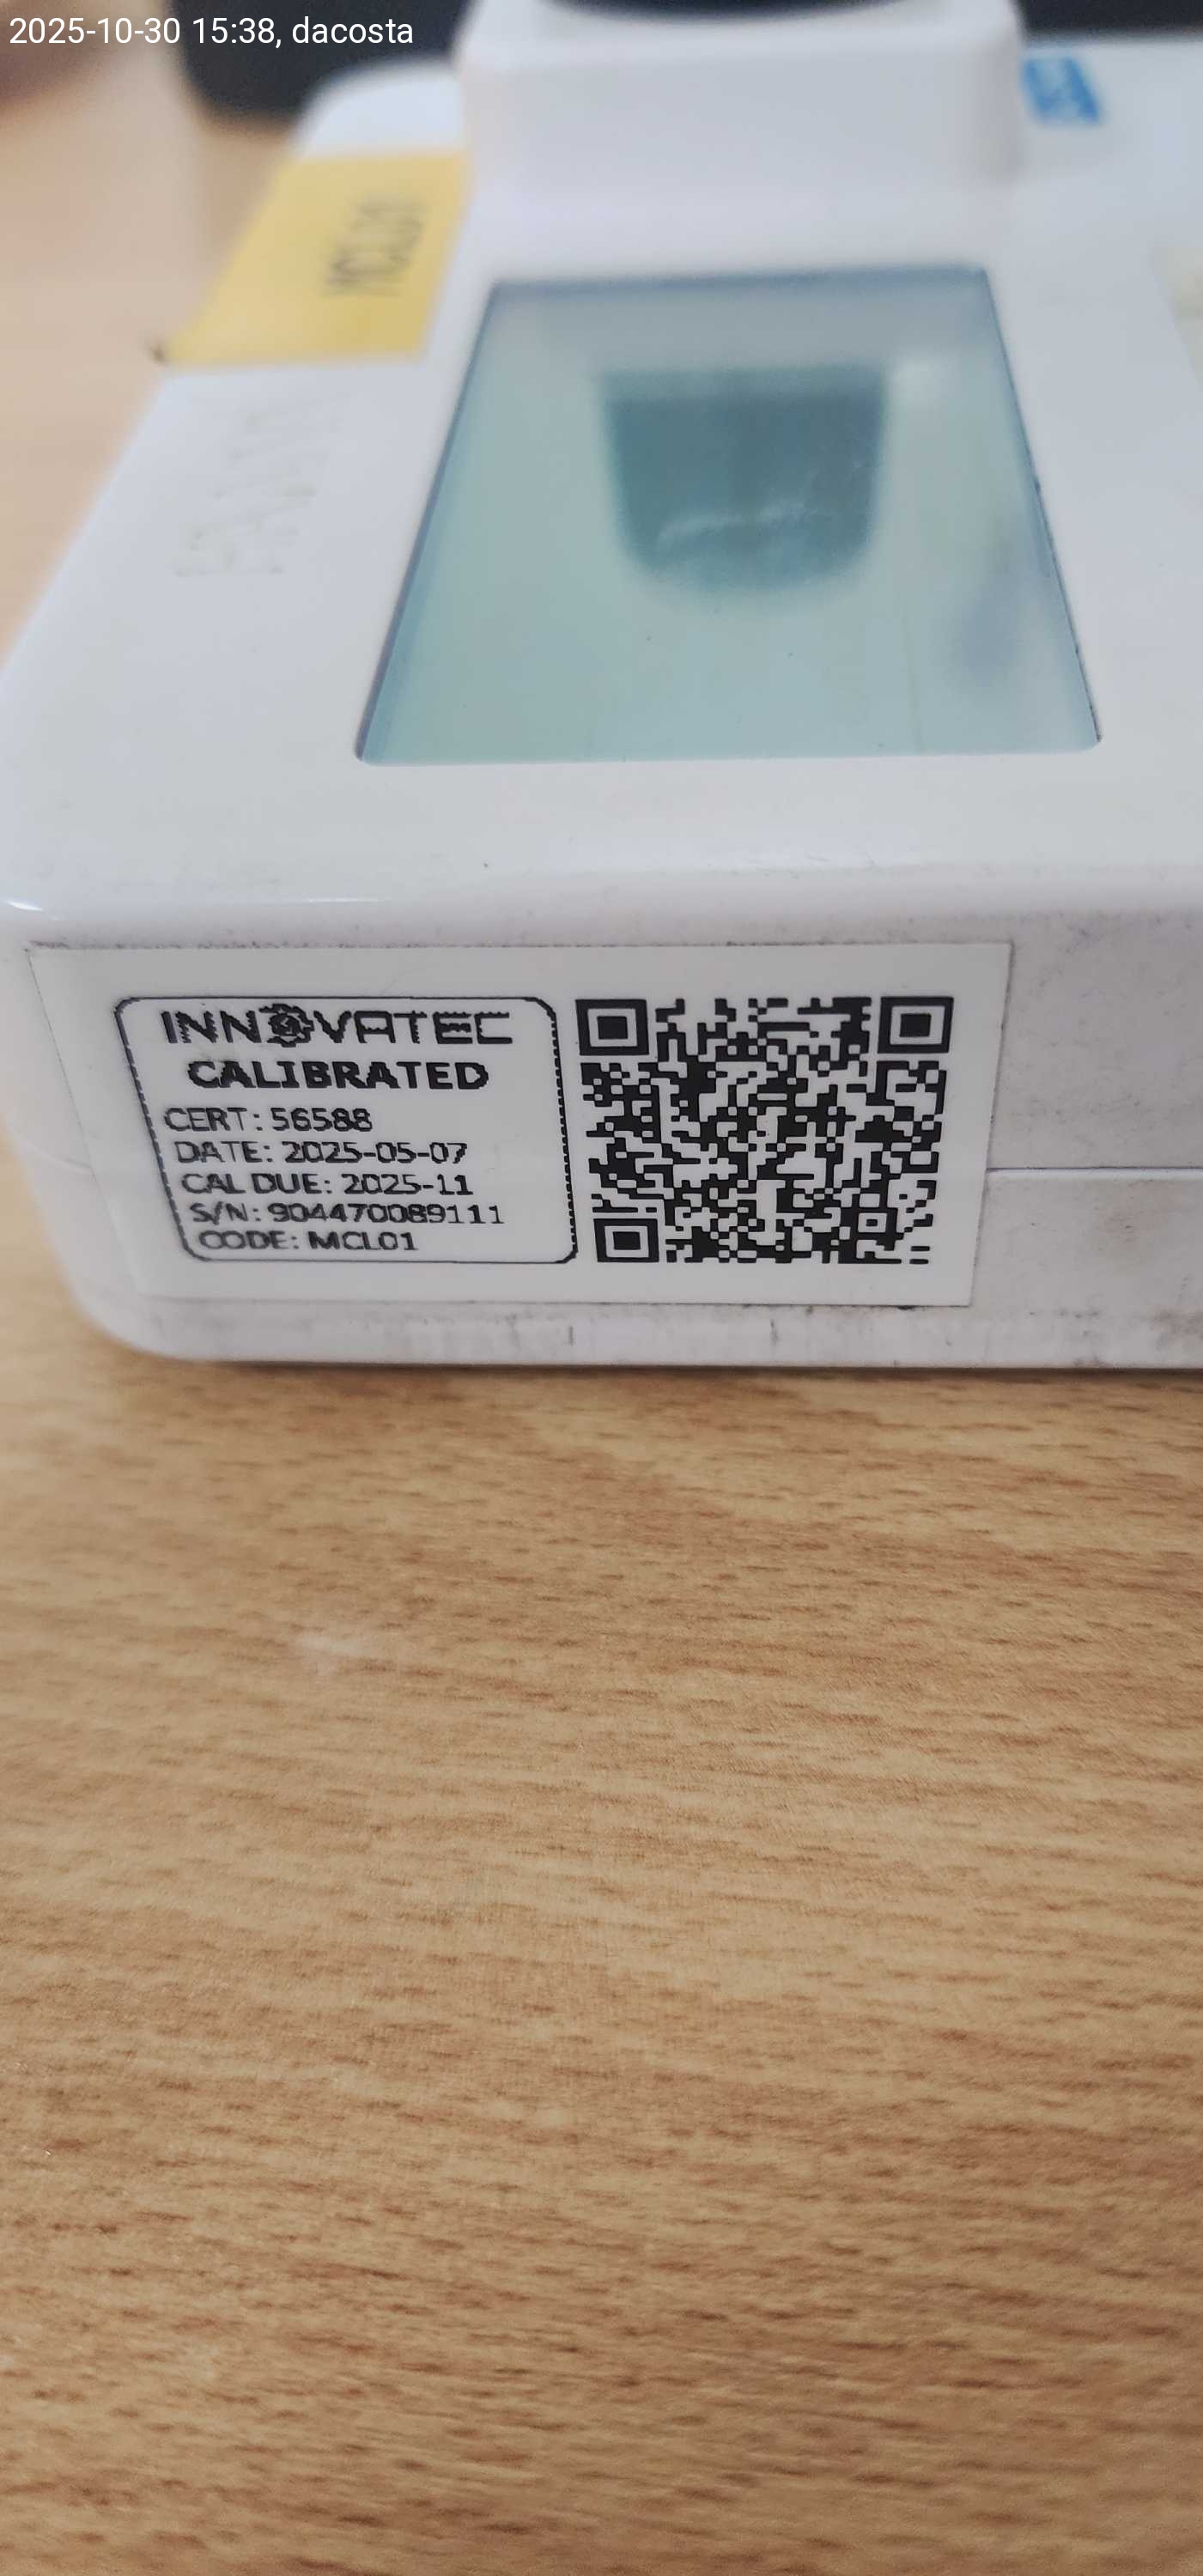 2025-10-30 15:38, dacosta
MCL01
INNOVATEC
CALIBRATED
CERT: 56588
DATE: 2025-05-07
CAL DUE: 2025-11
S/N: 904470089111
CODE: MCL01